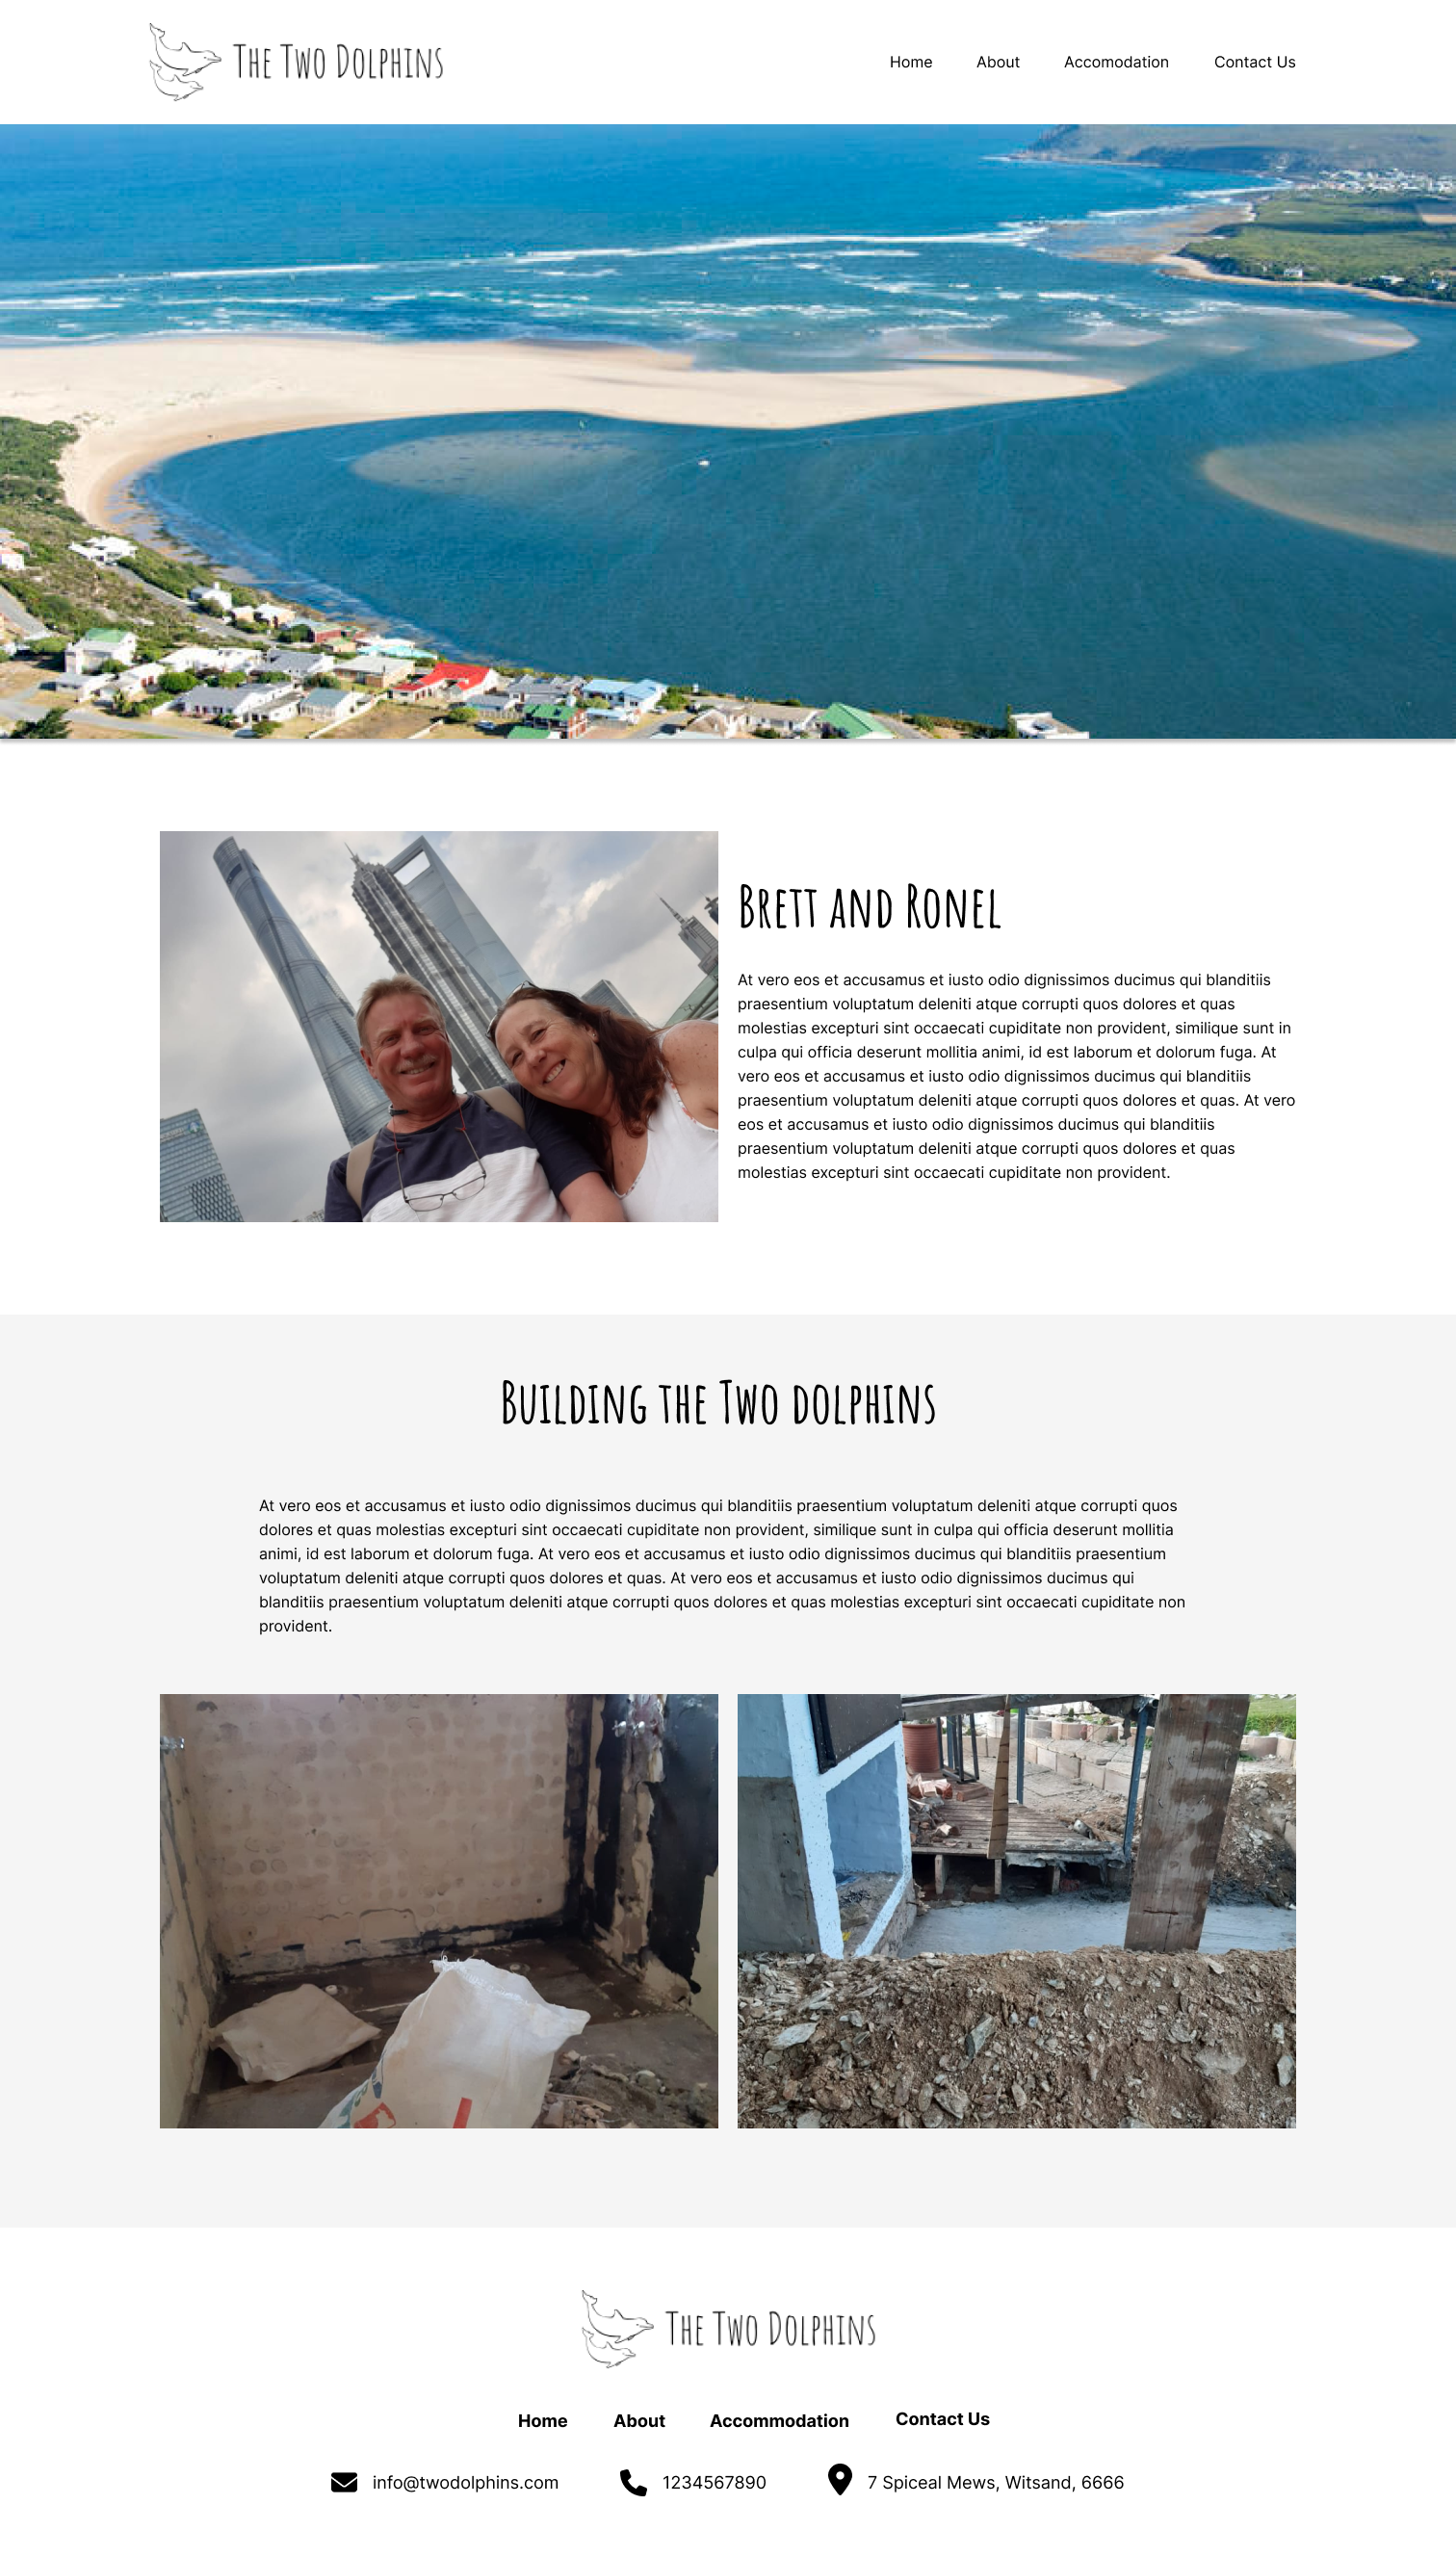 The Two Dolphins
Home About Accomodation Contact Us
Brett and Ronel
At vero eos et accusamus et iusto odio dignissimos ducimus qui blanditiis
praesentium voluptatum deleniti atque corrupti quos dolores et quas
molestias excepturi sint occaecati cupiditate non provident, similique sunt in
culpa qui officia deserunt mollitia animi, id est laborum et dolorum fuga. At
vero eos et accusamus et iusto odio dignissimos ducimus qui blanditiis
praesentium voluptatum deleniti atque corrupti quos dolores et quas. At vero
eos et accusamus et iusto odio dignissimos ducimus qui blanditiis
praesentium voluptatum deleniti atque corrupti quos dolores et quas
molestias excepturi sint occaecati cupiditate non provident.
Building the Two dolphins
At vero eos et accusamus et iusto odio dignissimos ducimus qui blanditiis praesentium voluptatum deleniti atque corrupti quos
dolores et quas molestias excepturi sint occaecati cupiditate non provident, similique sunt in culpa qui officia deserunt mollitia
animi, id est laborum et dolorum fuga. At vero eos et accusamus et iusto odio dignissimos ducimus qui blanditiis praesentium
voluptatum deleniti atque corrupti quos dolores et quas. At vero eos et accusamus et iusto odio dignissimos ducimus qui
blanditiis praesentium voluptatum deleniti atque corrupti quos dolores et quas molestias excepturi sint occaecati cupiditate non
provident.
The Two Dolphins
Home About Accommodation Contact Us
info@twodolphins.com 1234567890 7 Spiceal Mews, Witsand, 6666